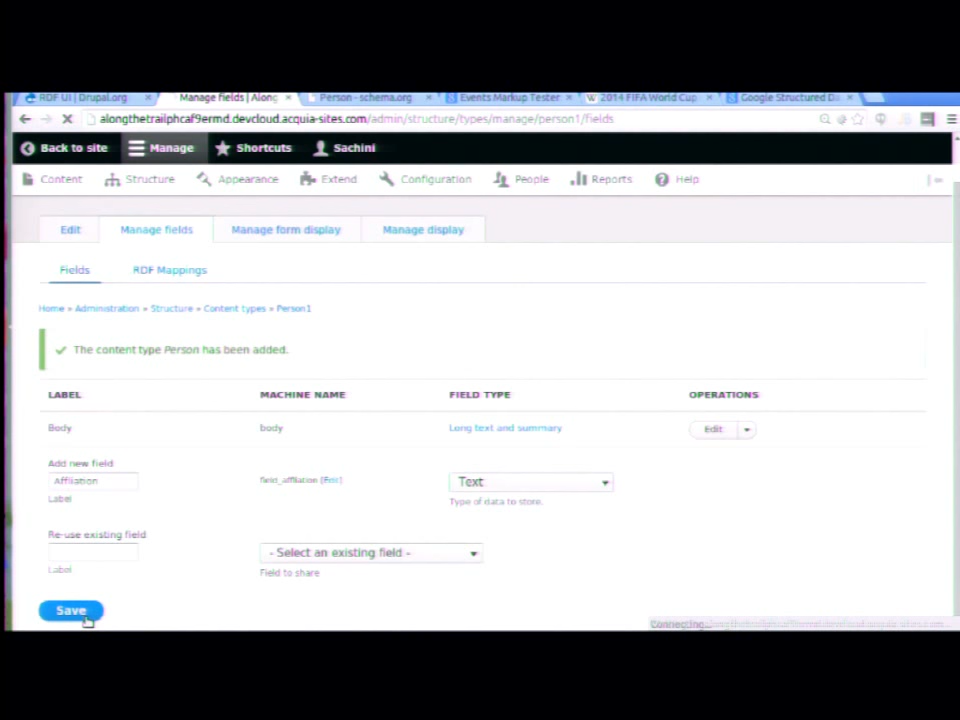 RDF UI | Drupal.org
Manage fields | Along
Person - schema.org
Events Markup Tester
2014 FIFA World Cup
Google Structured Da
alongthetrailphcaf9ermd.devcloud.acquia-sites.com/admin/structure/types/manage/person1/fields
Back to site Manage Shortcuts Sachini
Content Structure Appearance Extend Configuration People Reports Help
Edit Manage fields Manage form display Manage display
Fields RDF Mappings
Home » Administration » Structure » Content types » Person1
The content type Person has been added.
LABEL MACHINE NAME FIELD TYPE OPERATIONS
Body body Long text and summary Edit
Add new field
Affiliation field_affliation [Edit] Text
Label Type of data to store.
Re-use existing field
- Select an existing field -
Label Field to share
Save
Connecting...